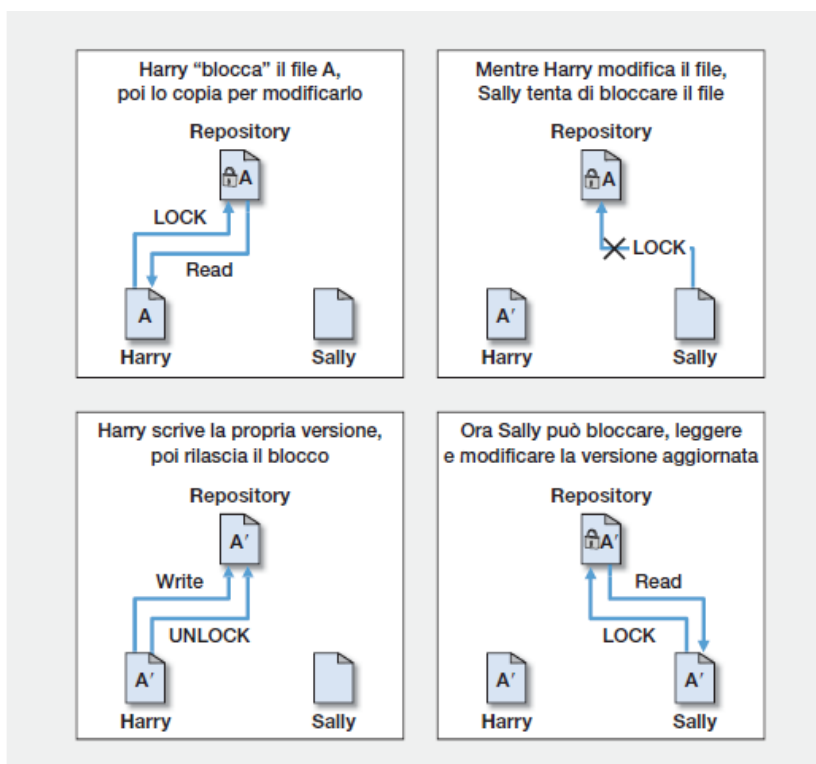 Harry “blocca” il file A,
poi lo copia per modificarlo
Repository
A
LOCK
Read
A
Harry
Sally
Mentre Harry modifica il file,
Sally tenta di bloccare il file
Repository
A
LOCK
A′
Harry
Sally
Harry scrive la propria versione,
poi rilascia il blocco
Repository
A′
Write
UNLOCK
A′
Harry
Sally
Ora Sally può bloccare, leggere
e modificare la versione aggiornata
Repository
A′
Read
LOCK
A′
A′
Harry
Sally